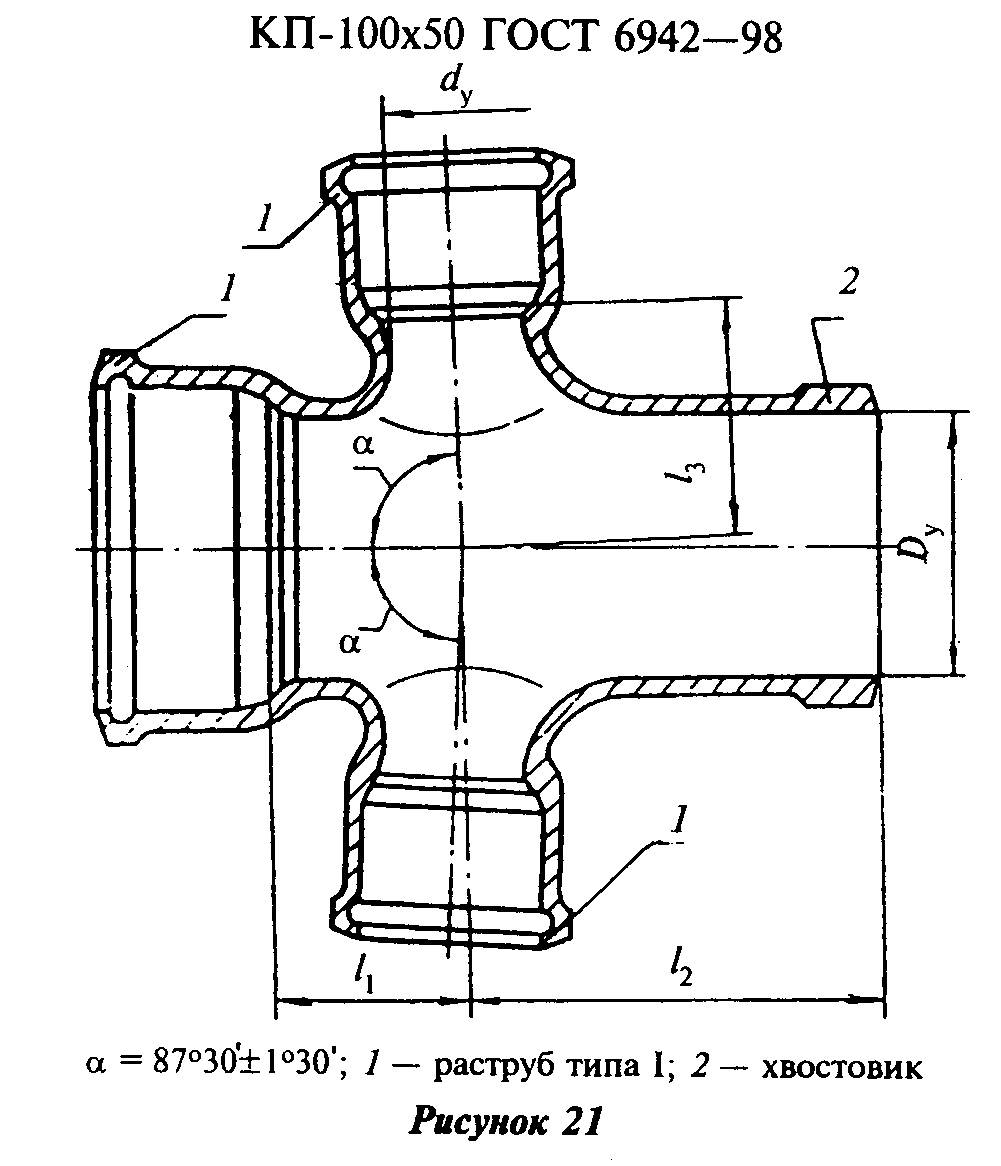 КП-100х50 ГОСТ 6942—98
dу
1
1
2
α
l3
Dу
α
1
l1
l2
α = 87°30'±1°30'; 1 — раструб типа I; 2 — хвостовик
Рисунок 21